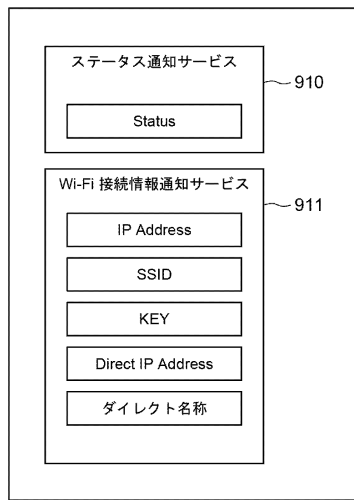 ステータス通知サービス
910
Status
Wi-Fi 接続情報通知サービス
911
IP Address
SSID
KEY
Direct IP Address
ダイレクト名称